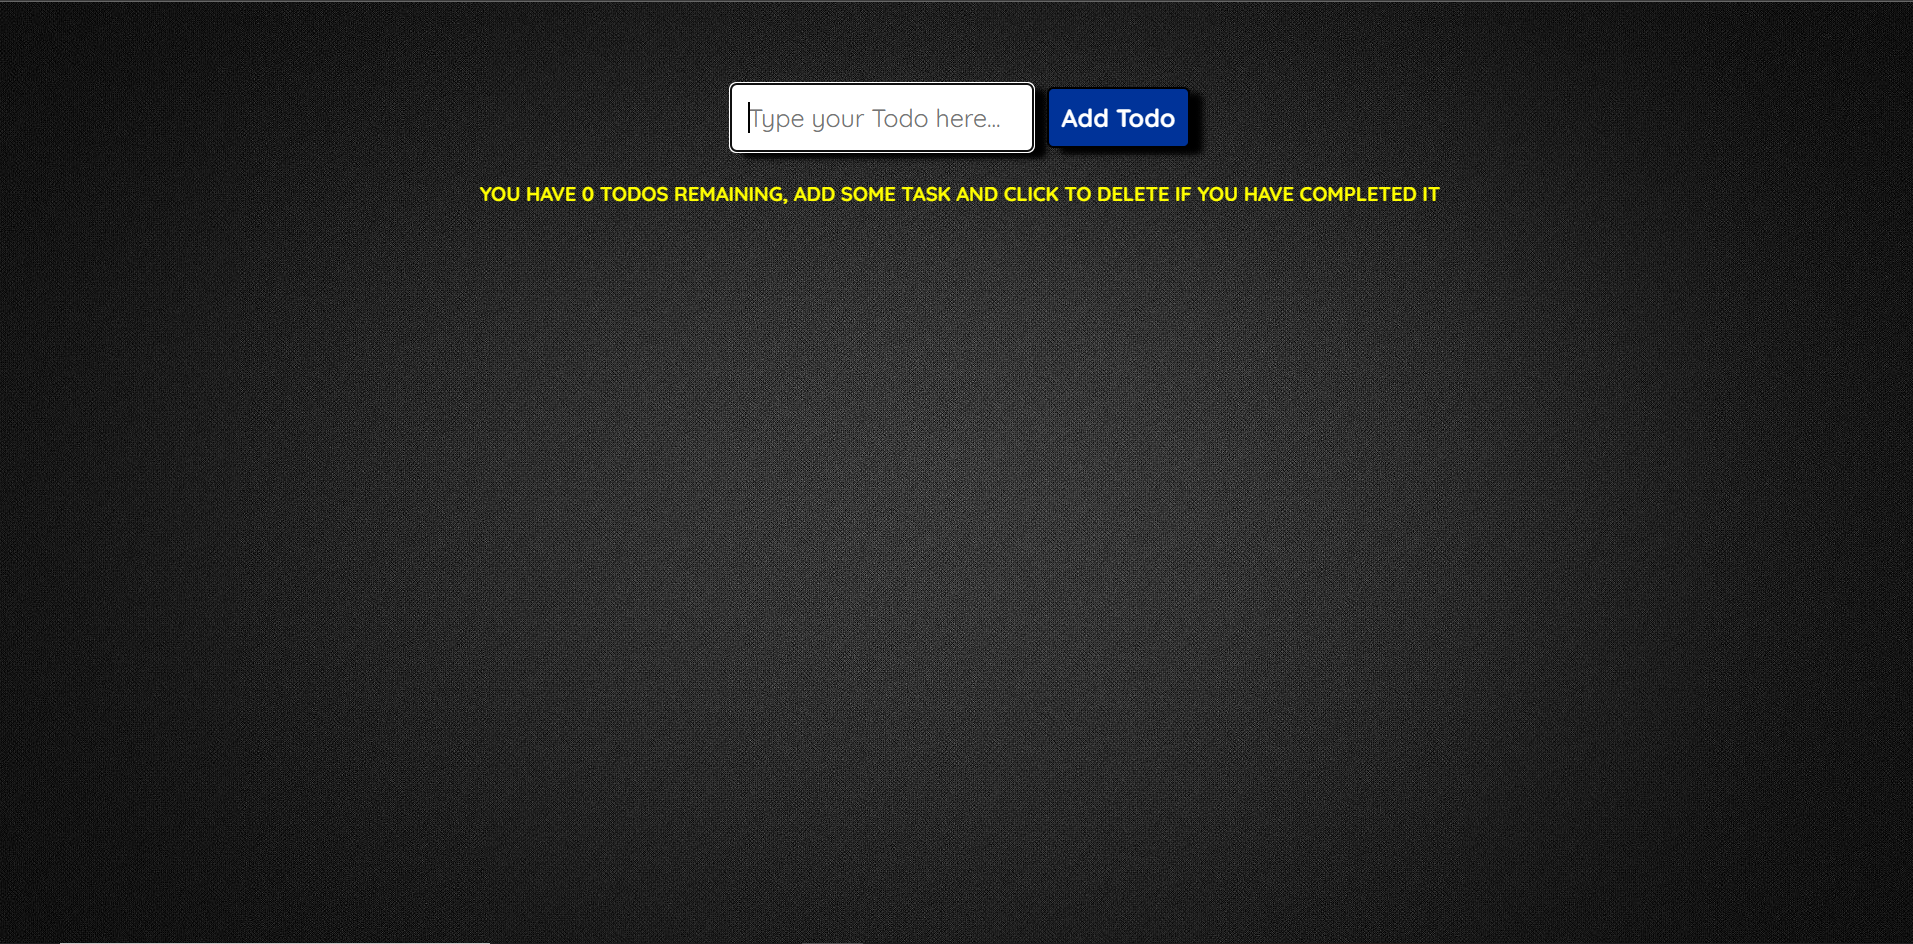 Type your Todo here...
Add Todo
YOU HAVE 0 TODOS REMAINING, ADD SOME TASK AND CLICK TO DELETE IF YOU HAVE COMPLETED IT